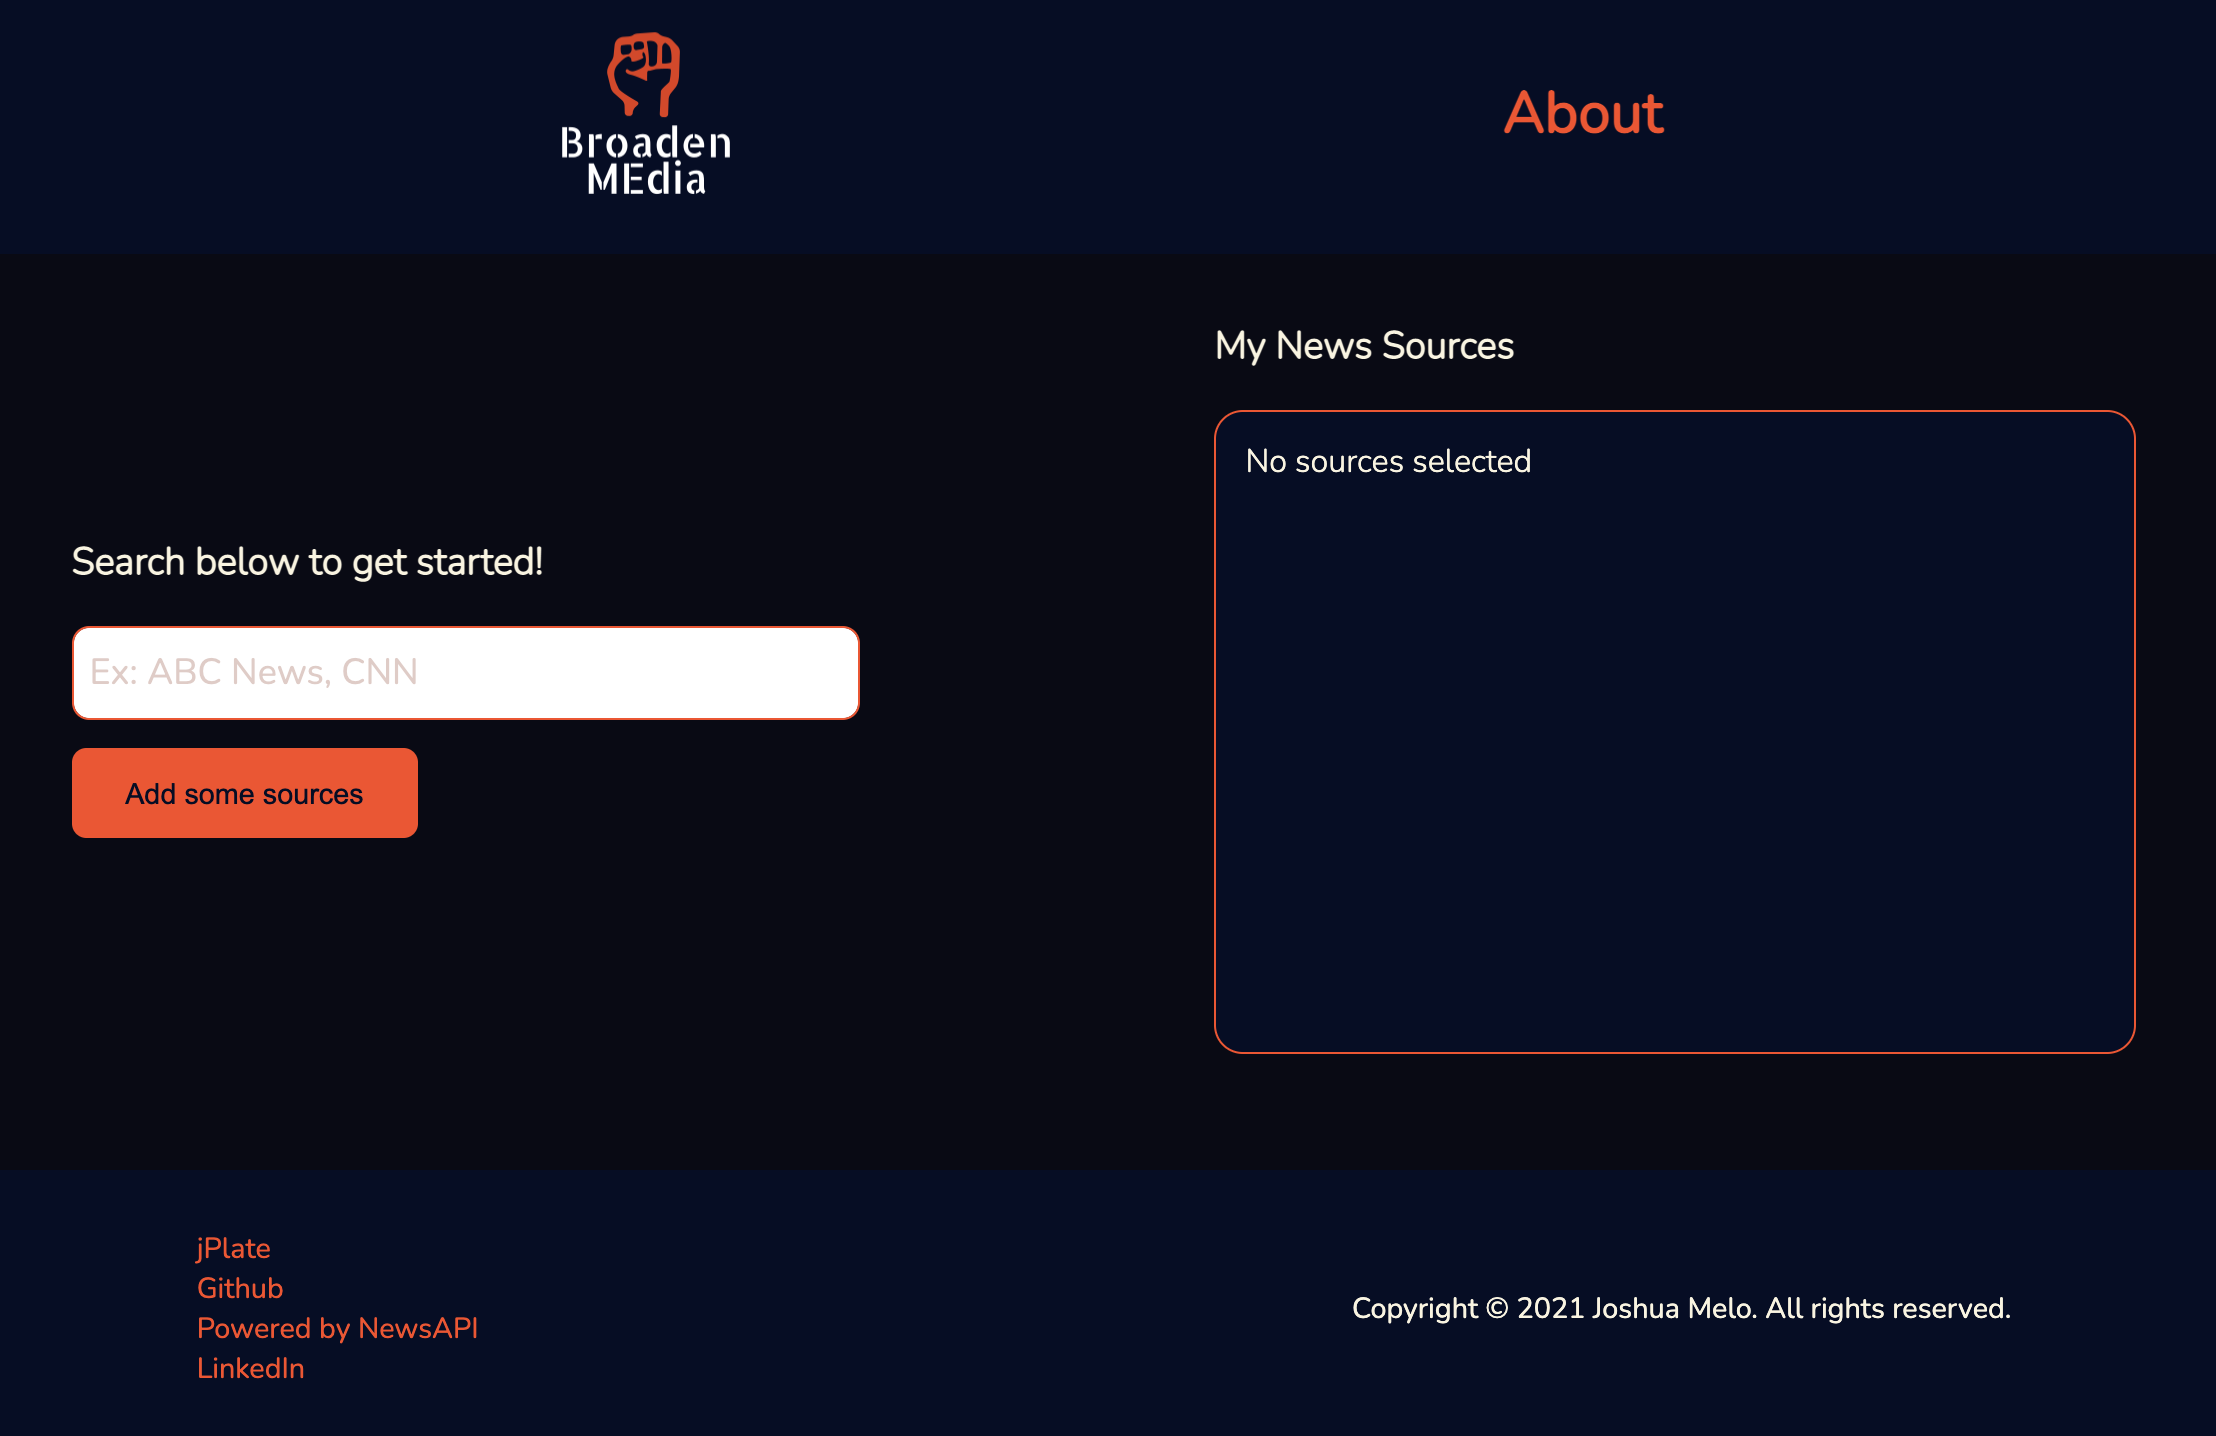 Broaden
MEdia
About
My News Sources
No sources selected
Search below to get started!
Ex: ABC News, CNN
Add some sources
jPlate
Github
Powered by NewsAPI
LinkedIn
Copyright © 2021 Joshua Melo. All rights reserved.